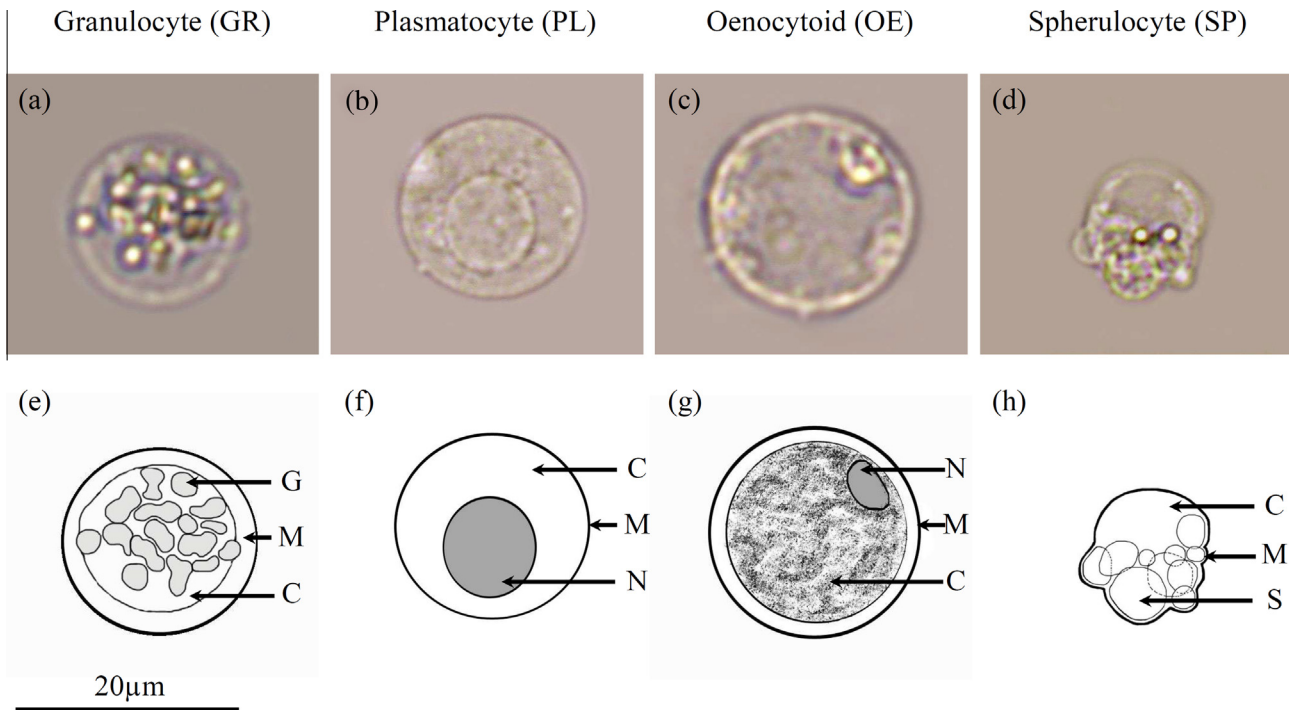 Granulocyte (GR) Plasmatocyte (PL) Oenocytoid (OE) Spherulocyte (SP)
(a) (b) (c) (d)
(e) (f) (g) (h)
G C N C
M M M M
C N C S
20µm